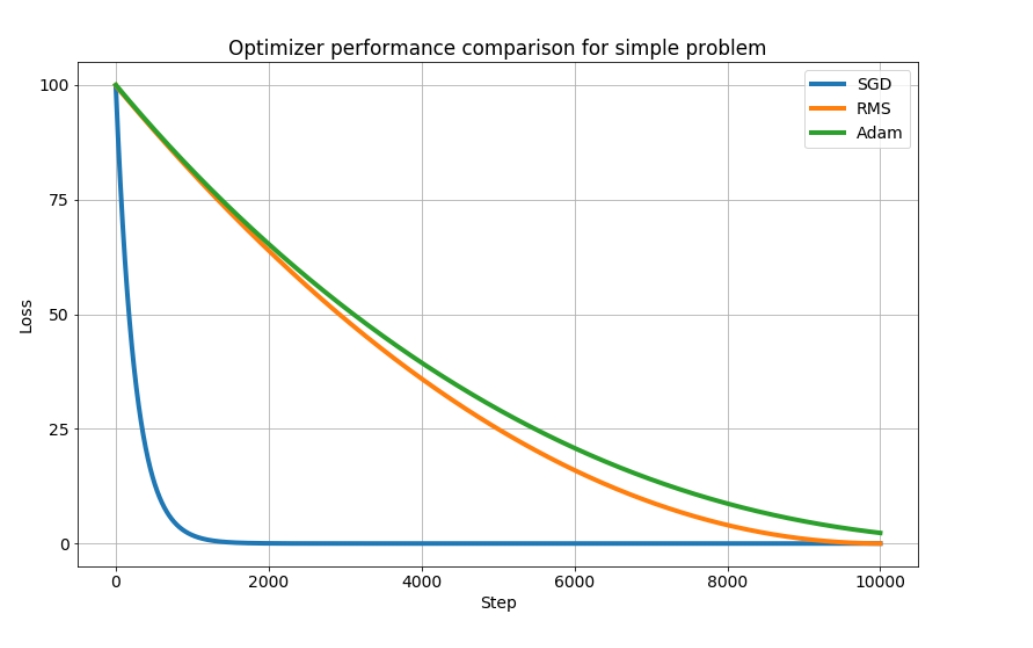 Optimizer performance comparison for simple problem
SGD
RMS
Adam
100
75
50
25
0
Loss
0 2000 4000 6000 8000 10000
Step